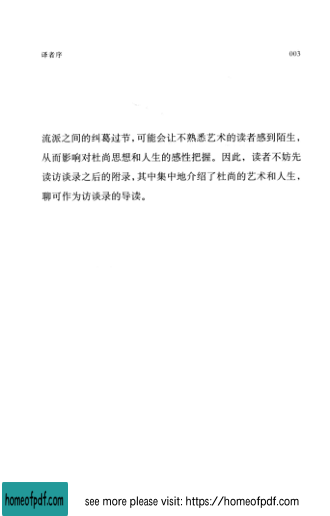 译者序 003
流派之间的纠葛过节，可能会让不熟悉艺术的读者感到陌生，
从而影响对杜尚思想和人生的感性把握。因此，读者不妨先
读访谈录之后的附录，其中集中地介绍了杜尚的艺术和人生，
聊可作为访谈录的导读。
homeofpdf.com see more please visit: https://homeofpdf.com